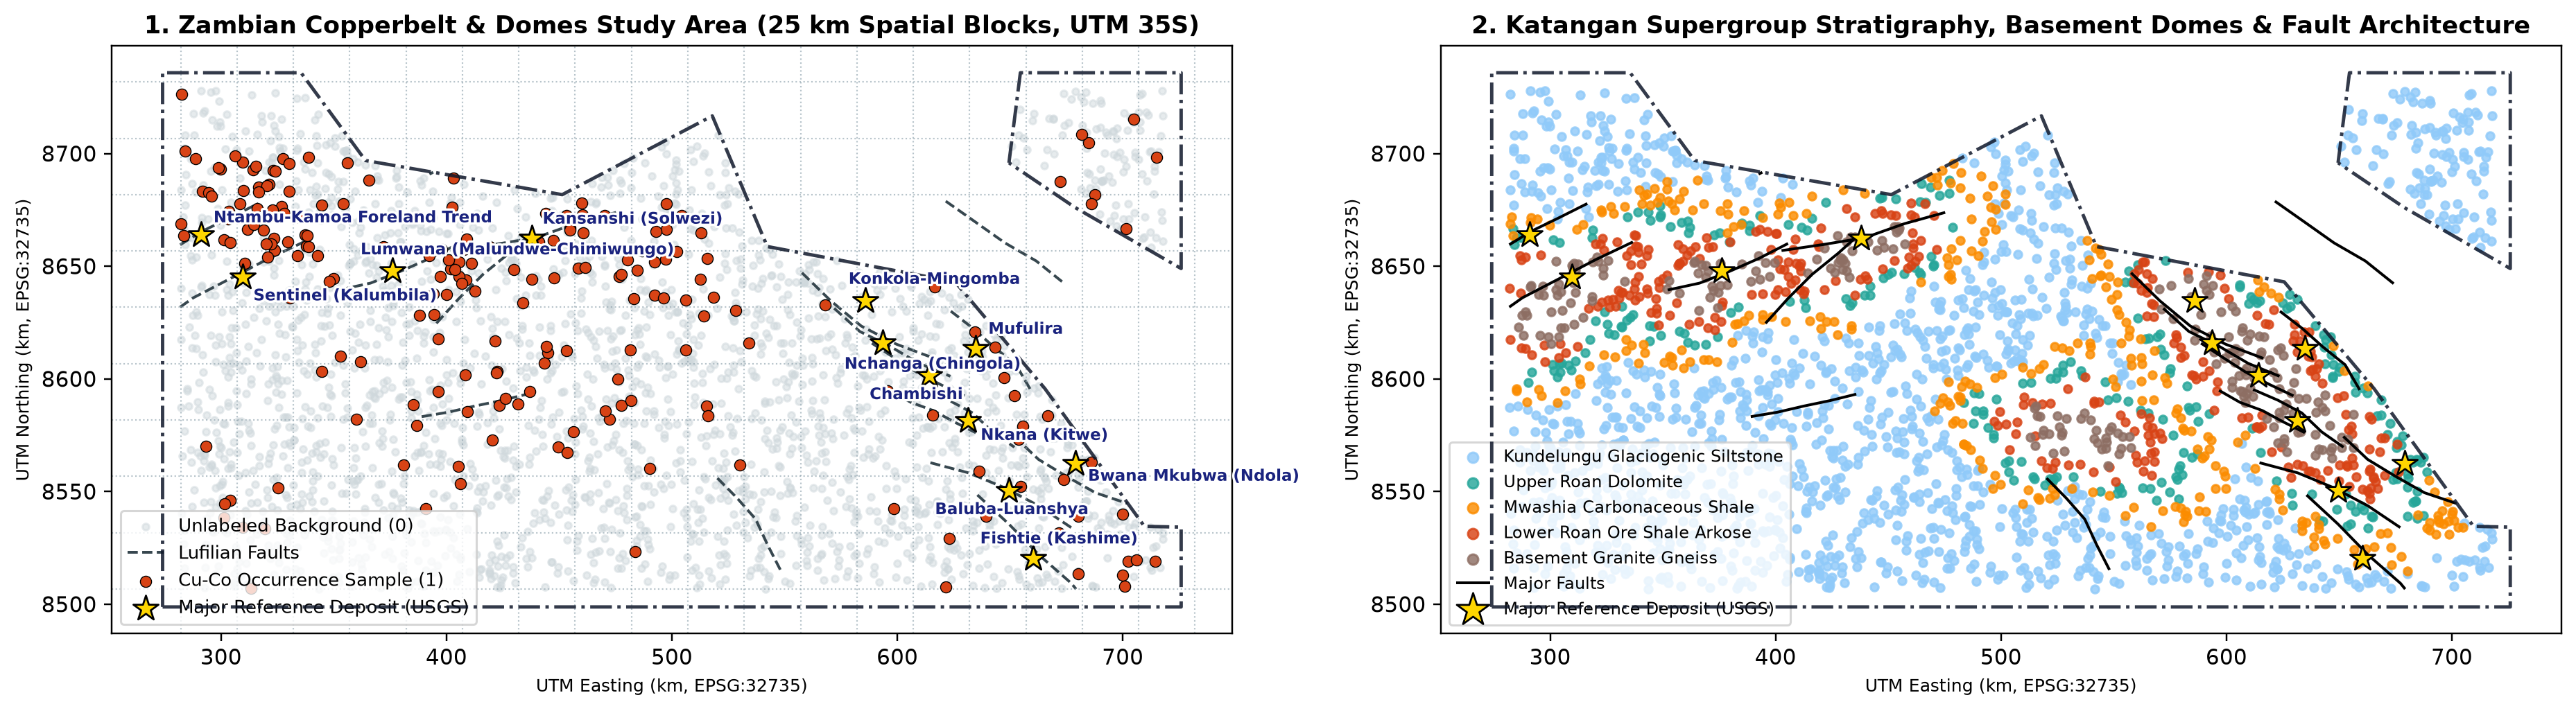 1. Zambian Copperbelt & Domes Study Area (25 km Spatial Blocks, UTM 35S)
UTM Northing (km, EPSG:32735)
8700
8650
8600
8550
8500
Ntambu-Kamoa Foreland Trend
Kansanshi (Solwezi)
Lumwana (Malundwe-Chimiwungo)
Sentinel (Kalumbila)
Konkola-Mingomba
Mufulira
Nchanga (Chingola)
Chambishi
Nkana (Kitwe)
Bwana Mkubwa (Ndola)
Baluba-Luanshya
Fishtie (Kashime)
Unlabeled Background (0)
Lufilian Faults
Cu-Co Occurrence Sample (1)
Major Reference Deposit (USGS)
300 400 500 600 700
UTM Easting (km, EPSG:32735)
2. Katangan Supergroup Stratigraphy, Basement Domes & Fault Architecture
UTM Northing (km, EPSG:32735)
8700
8650
8600
8550
8500
Kundelungu Glaciogenic Siltstone
Upper Roan Dolomite
Mwashia Carbonaceous Shale
Lower Roan Ore Shale Arkose
Basement Granite Gneiss
Major Faults
Major Reference Deposit (USGS)
300 400 500 600 700
UTM Easting (km, EPSG:32735)